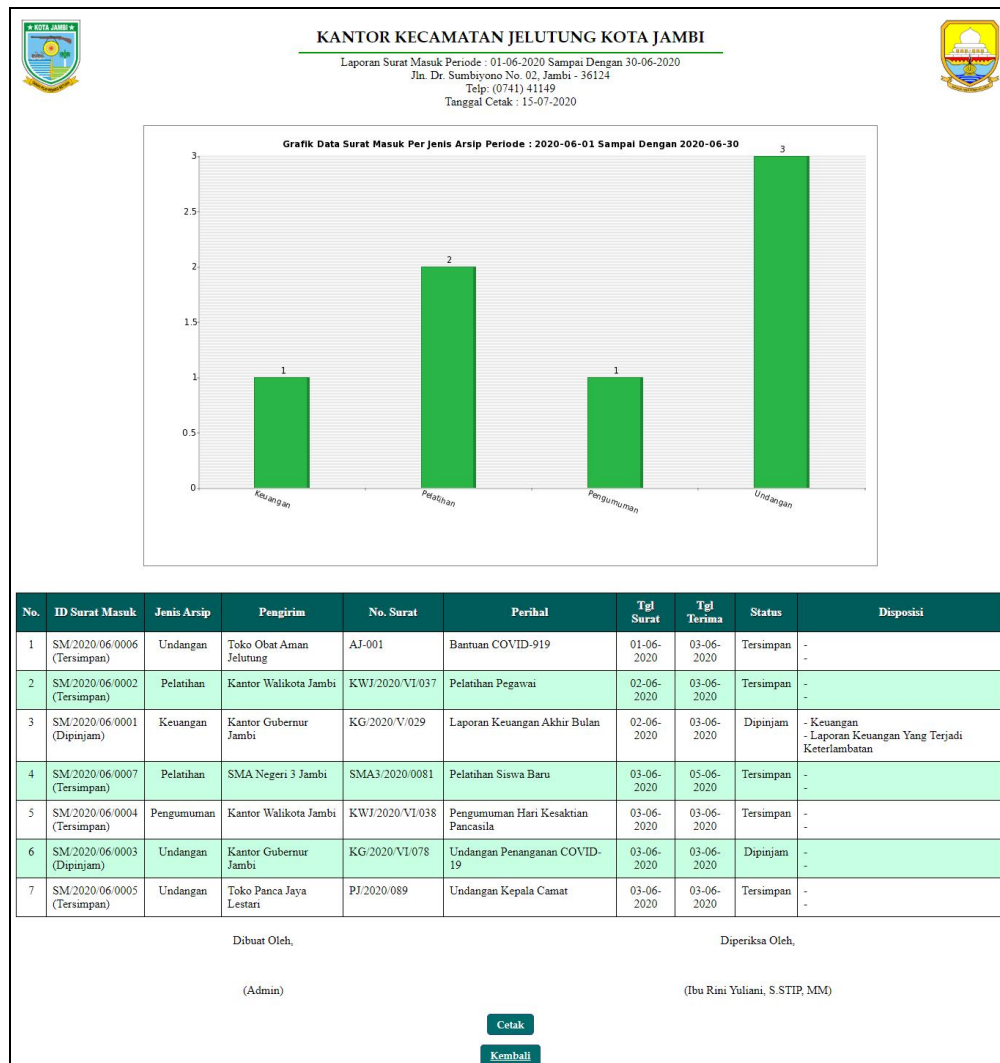 ★ KOTA JAMBI ★
KANTOR KECAMATAN JELUTUNG KOTA JAMBI
Laporan Surat Masuk Periode : 01-06-2020 Sampai Dengan 30-06-2020
Jln. Dr. Sumbiyono No. 02, Jambi - 36124
Telp: (0741) 41149
Tanggal Cetak : 15-07-2020
Grafik Data Surat Masuk Per Jenis Arsip Periode : 2020-06-01 Sampai Dengan 2020-06-30
3
2.5
2
1.5
1
0.5
0
1
2
1
3
Keuangan
Pelatihan
Pengumuman
Undangan
No. ID Surat Masuk Jenis Arsip Pengirim No. Surat Perihal Tgl Surat Tgl Terima Status Disposisi
1 SM/2020/06/0006 Undangan Toko Obat Aman AJ-001 Bantuan COVID-919 01-06- 03-06- Tersimpan -
(Tersimpan) Jelutung 2020 2020 -
2 SM/2020/06/0002 Pelatihan Kantor Walikota Jambi KWJ/2020/VI/037 Pelatihan Pegawai 02-06- 03-06- Tersimpan -
(Tersimpan) 2020 2020 -
3 SM/2020/06/0001 Keuangan Kantor Gubernur KG/2020/V/029 Laporan Keuangan Akhir Bulan 02-06- 03-06- Dipinjam - Keuangan
(Dipinjam) Jambi 2020 2020 - Laporan Keuangan Yang Terjadi
Keterlambatan
4 SM/2020/06/0007 Pelatihan SMA Negeri 3 Jambi SMA3/2020/0081 Pelatihan Siswa Baru 03-06- 05-06- Tersimpan -
(Tersimpan) 2020 2020 -
5 SM/2020/06/0004 Pengumuman Kantor Walikota Jambi KWJ/2020/VI/038 Pengumuman Hari Kesaktian 03-06- 03-06- Tersimpan -
(Tersimpan) Pancasila 2020 2020 -
6 SM/2020/06/0003 Undangan Kantor Gubernur KG/2020/VI/078 Undangan Penanganan COVID- 03-06- 03-06- Dipinjam -
(Dipinjam) Jambi 19 2020 2020 -
7 SM/2020/06/0005 Undangan Toko Panca Jaya PJ/2020/089 Undangan Kepala Camat 03-06- 03-06- Tersimpan -
(Tersimpan) Lestari 2020 2020 -
Dibuat Oleh, Diperiksa Oleh,
(Admin) (Ibu Rini Yuliani, S.STIP, MM)
Cetak
Kembali